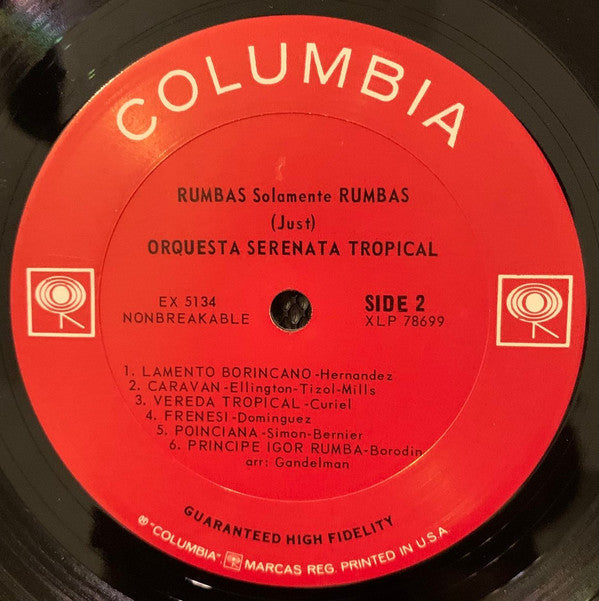 COLUMBIA
RUMBAS Solamente RUMBAS
(Just)
ORQUESTA SERENATA TROPICAL
EX 5134
NONBREAKABLE
SIDE 2
XLP 78699
1. LAMENTO BORINCANO-Hernandez
2. CARAVAN-Ellington-Tizol-Mills
3. VEREDA TROPICAL-Curiel
4. FRENESI-Dominguez
5. POINCIANA-Simon-Bernier
6. PRINCIPE IGOR RUMBA-Borodin
arr: Gandelman
GUARANTEED HIGH FIDELITY
® "COLUMBIA" MARCAS REG. PRINTED IN U.S.A.